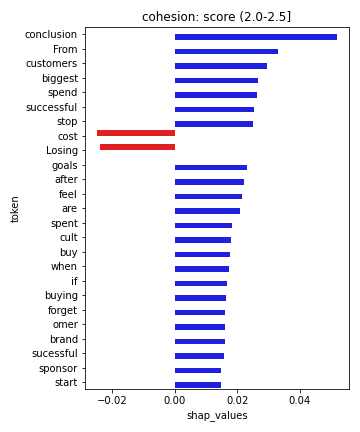 cohesion: score (2.0-2.5]
conclusion
From
customers
biggest
spend
successful
stop
cost
Losing
goals
after
feel
are
spent
cult
buy
when
if
buying
forget
omer
brand
sucessful
sponsor
start
token
−0.02 0.00 0.02 0.04
shap_values